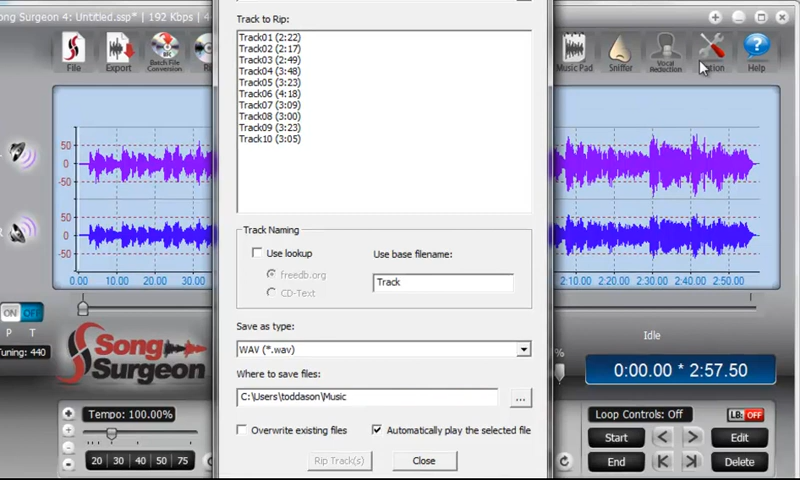 ong Surgeon 4: Untitled.ssp* | 192 Kbps | Aut
Track to Rip:
Track01 (2:22)
Track02 (2:17)
Track03 (2:49)
Track04 (3:48)
Track05 (3:23)
Track06 (4:18)
Track07 (3:09)
Track08 (3:00)
Track09 (3:23)
Track10 (3:05)
File
Export
Batch File
Conversion
Music Pad
Sniffer
Vocal
Reduction
Help
50
0
-50
50
0
-50
0.00 10.00 20.00 30.00
2:10.00 2:20.00 2:30.00 2:40.00 2:50.00
Track Naming
Use lookup
freedb.org
CD-Text
Use base filename:
Track
Save as type:
WAV (*.wav)
Where to save files:
C:\Users\toddason\Music
...
Overwrite existing files
Automatically play the selected file
Rip Track(s)
Close
ON
P T
Tuning: 440
Song
Surgeon
Tempo: 100.00%
20 30 40 50 75
Idle
%
0:00.00 * 2:57.50
Loop Controls: Off
LB: OFF
Start
Edit
End
Delete